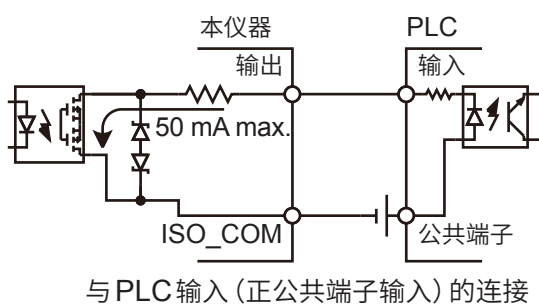 本仪器
PLC
输出
输入
50 mA max.
ISO_COM
公共端子
与PLC输入（正公共端子输入）的连接